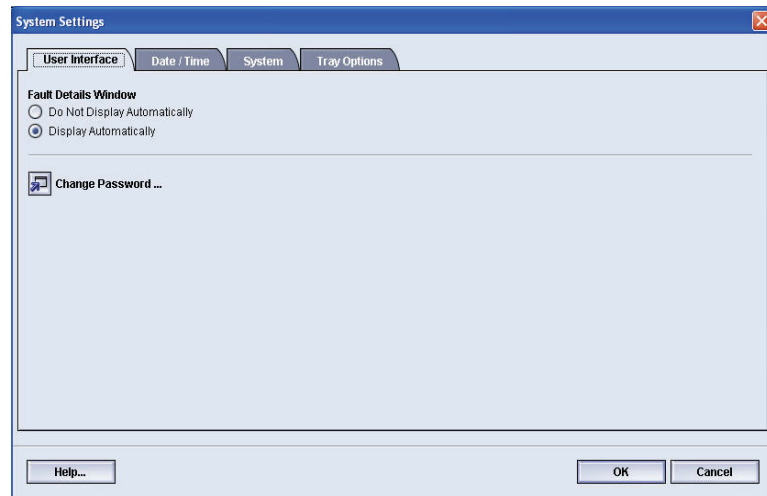 System Settings
User Interface
Date / Time
System
Tray Options
Fault Details Window
Do Not Display Automatically
Display Automatically
Change Password ...
Help...
OK
Cancel